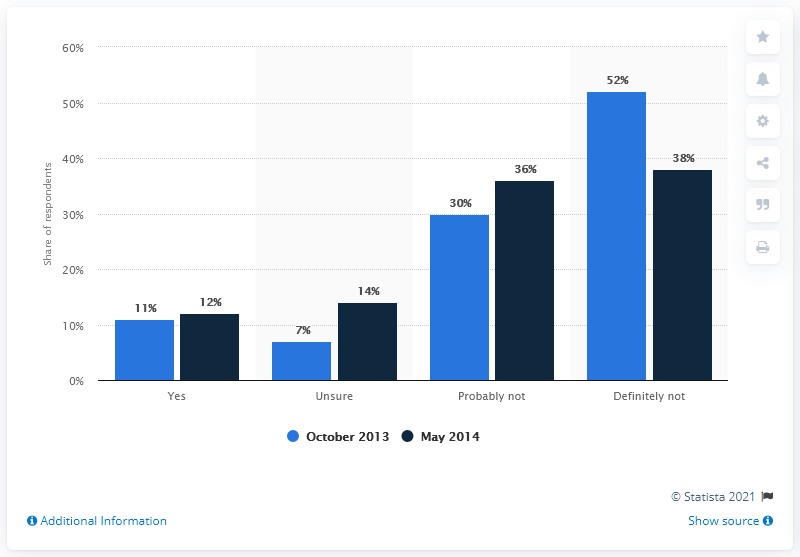 60%
50%
40%
30%
20%
10%
0%
Share of respondents
11%
12%
7%
14%
30%
36%
52%
38%
Yes
Unsure
Probably not
Definitely not
October 2013
May 2014
© Statista 2021
Additional Information
Show source